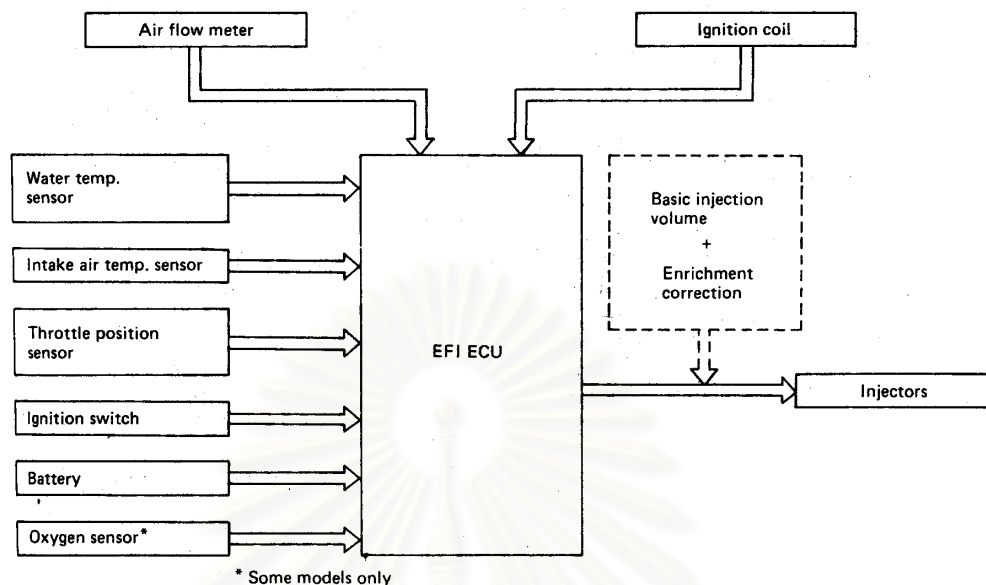 Air flow meter
Ignition coil
Water temp.
sensor
Intake air temp. sensor
Throttle position
sensor
Ignition switch
Battery
Oxygen sensor*
* Some models only
EFI ECU
Basic injection
volume
+
Enrichment
correction
Injectors